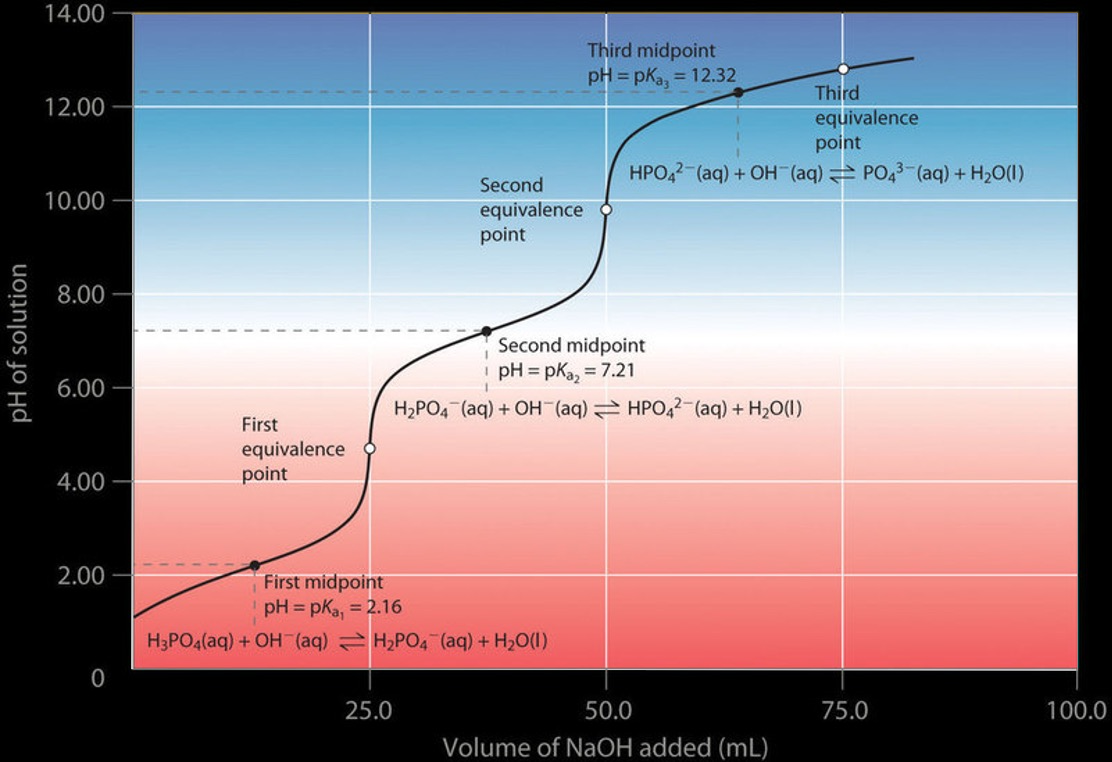 14.00
12.00
10.00
8.00
6.00
4.00
2.00
0
pH of solution
Third midpoint
pH = pKa₃ = 12.32
Third
equivalence
point
HPO₄²⁻(aq) + OH⁻(aq) ⇌ PO₄³⁻(aq) + H₂O(l)
Second
equivalence
point
Second midpoint
pH = pKa₂ = 7.21
H₂PO₄⁻(aq) + OH⁻(aq) ⇌ HPO₄²⁻(aq) + H₂O(l)
First
equivalence
point
First midpoint
pH = pKa₁ = 2.16
H₃PO₄(aq) + OH⁻(aq) ⇌ H₂PO₄⁻(aq) + H₂O(l)
25.0
50.0
75.0
100.0
Volume of NaOH added (mL)